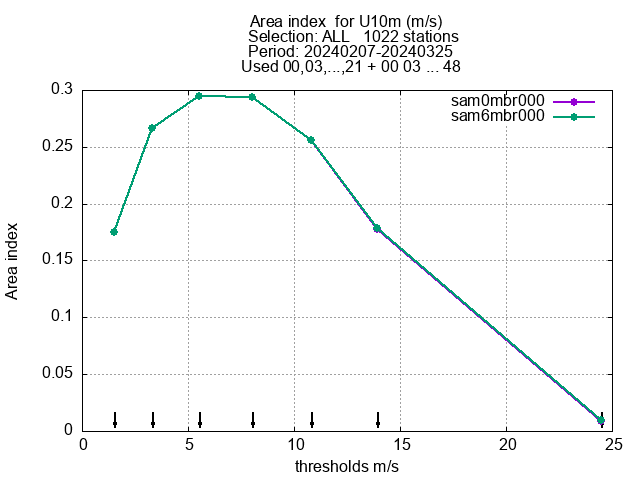 Area index  for U10m (m/s)
Selection: ALL   1022 stations
Period: 20240207-20240325
Used 00,03,...,21 + 00 03 ... 48
sam0mbr000
sam6mbr000
0.3
0.25
0.2
0.15
0.1
0.05
0
Area index
0 5 10 15 20 25
thresholds m/s